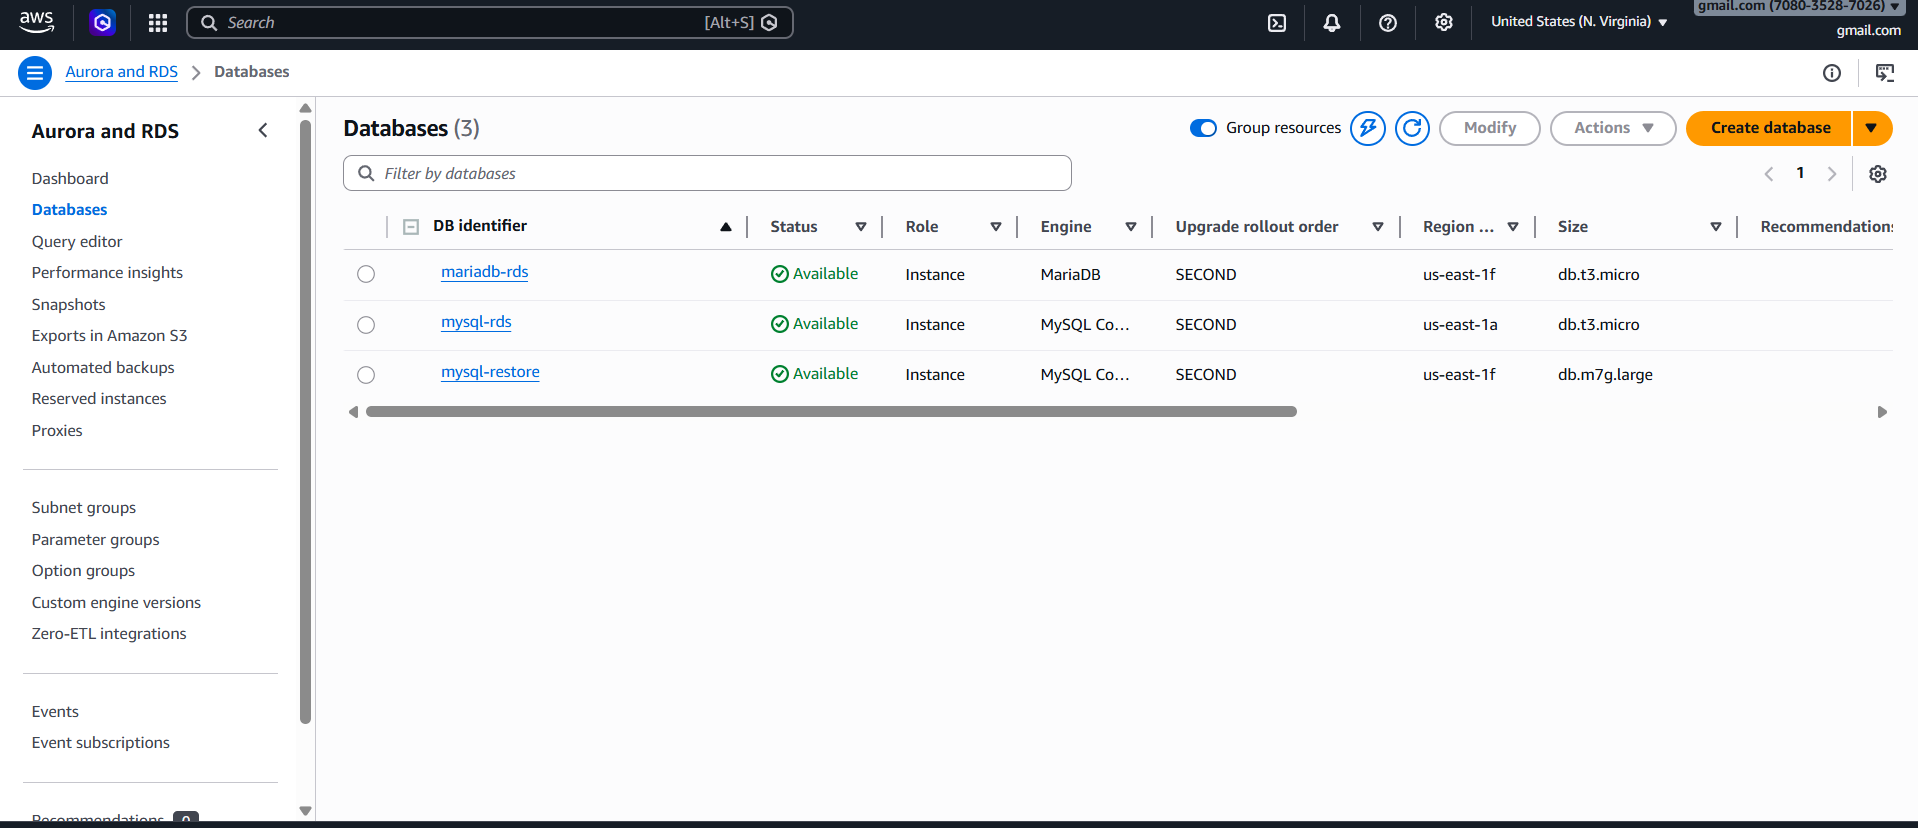 aws
Search [Alt+S]
United States (N. Virginia)
gmail.com (7080-3528-7026)
gmail.com
Aurora and RDS
Databases
Aurora and RDS
Dashboard
Databases
Query editor
Performance insights
Snapshots
Exports in Amazon S3
Automated backups
Reserved instances
Proxies
Subnet groups
Parameter groups
Option groups
Custom engine versions
Zero-ETL integrations
Events
Event subscriptions
Recommendations 0
Databases (3)
Group resources
Modify
Actions
Create database
Filter by databases
1
DB identifier Status Role Engine Upgrade rollout order Region ... Size Recommendations
mariadb-rds Available Instance MariaDB SECOND us-east-1f db.t3.micro
mysql-rds Available Instance MySQL Co... SECOND us-east-1a db.t3.micro
mysql-restore Available Instance MySQL Co... SECOND us-east-1f db.m7g.large